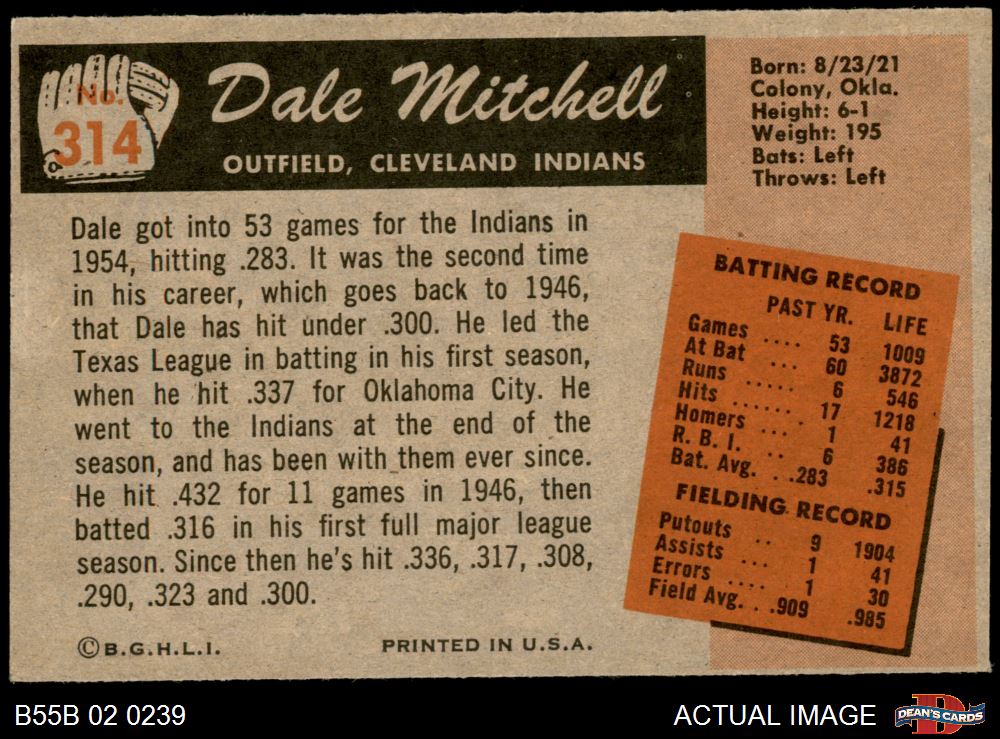 No.
314
Dale Mitchell
OUTFIELD, CLEVELAND INDIANS
Born: 8/23/21
Colony, Okla.
Height: 6-1
Weight: 195
Bats: Left
Throws: Left
Dale got into 53 games for the Indians in
1954, hitting .283. It was the second time
in his career, which goes back to 1946,
that Dale has hit under .300. He led the
Texas League in batting in his first season,
when he hit .337 for Oklahoma City. He
went to the Indians at the end of the
season, and has been with them ever since.
He hit .432 for 11 games in 1946, then
batted .316 in his first full major league
season. Since then he's hit .336, .317, .308,
.290, .323 and .300.
BATTING RECORD
PAST YR. LIFE
Games .... 53 1009
At Bat ... 60 3872
Runs ..... 6 546
Hits ...... 17 1218
Homers ... 1 41
R. B. I. .. 6 386
Bat. Avg. . .283 .315
FIELDING RECORD
Putouts .. 9 1904
Assists ... 1 41
Errors .... 1 30
Field Avg. . .909 .985
©B.G.H.L.I. PRINTED IN U.S.A.
B55B 02 0239 ACTUAL IMAGE
D
DEAN'S CARDS